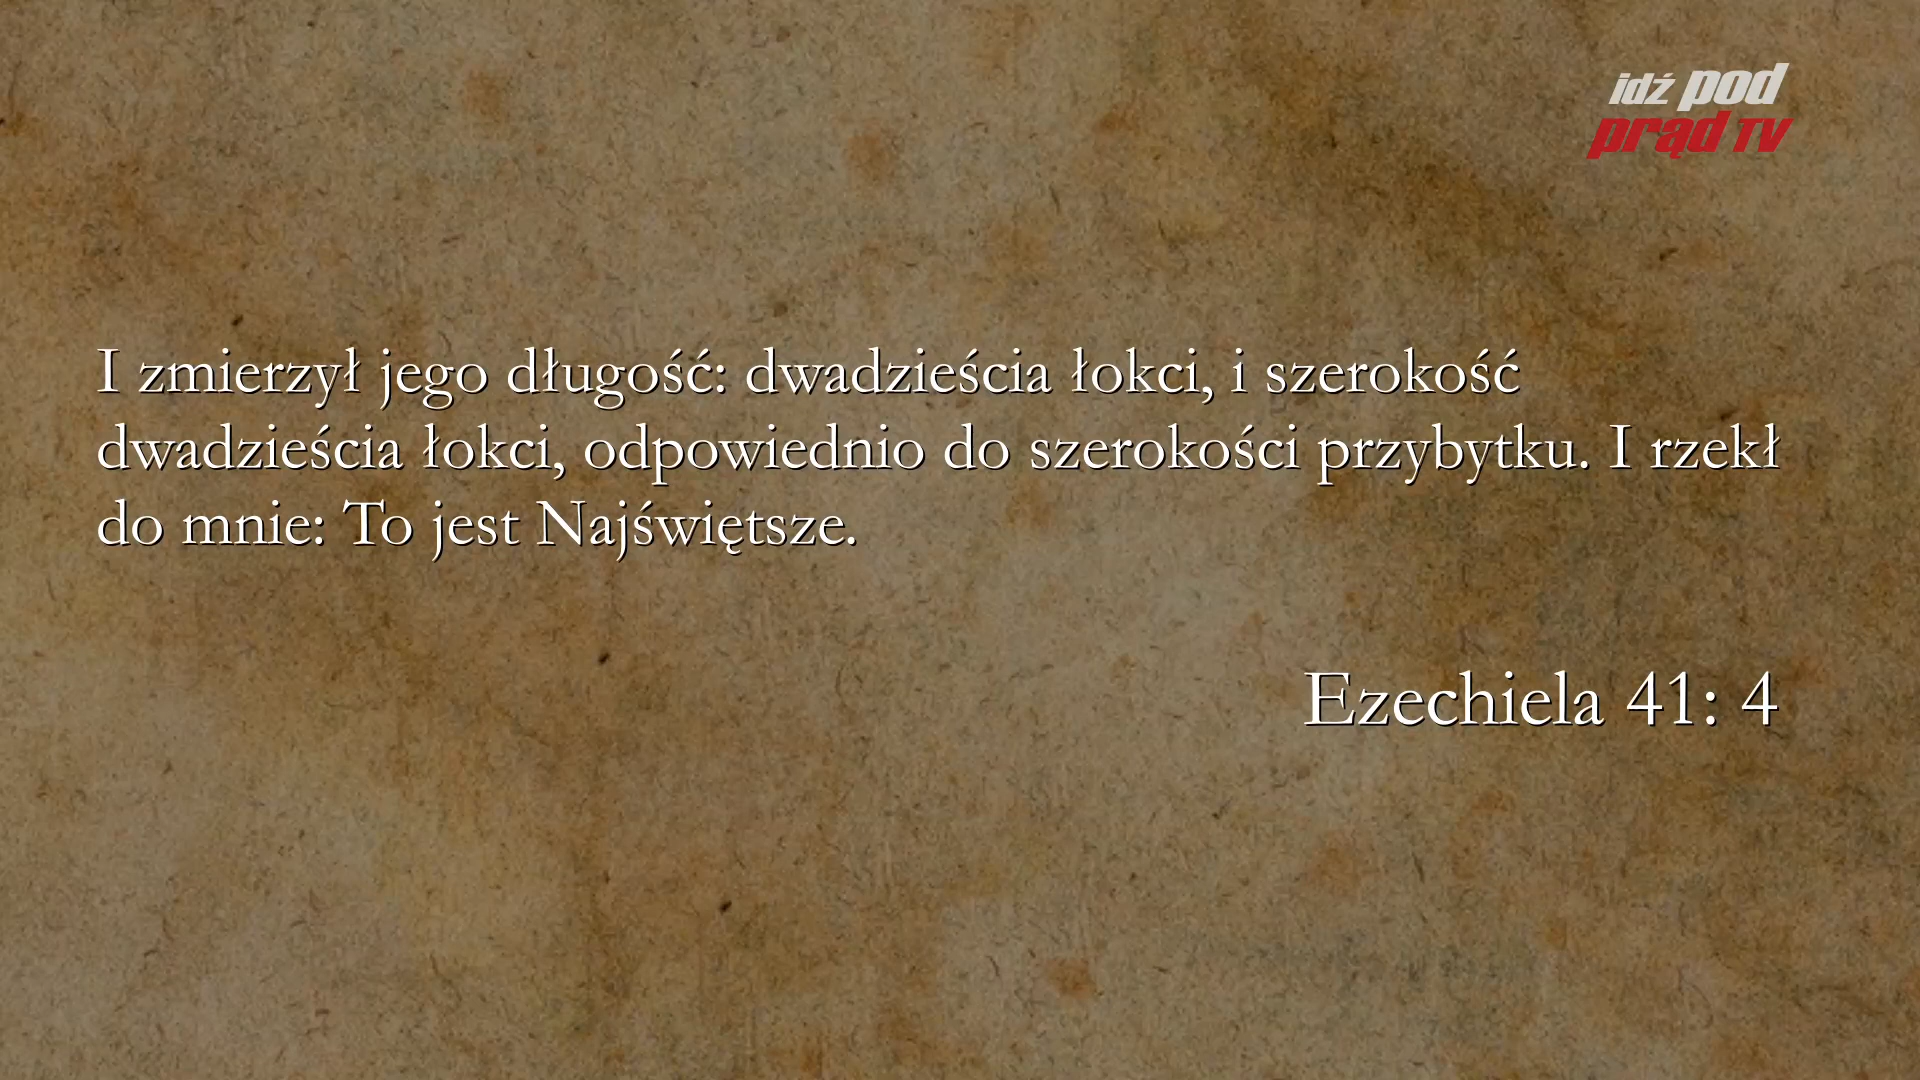 idź pod
prąd TV
I zmierzył jego długość: dwadzieścia łokci, i szerokość
dwadzieścia łokci, odpowiednio do szerokości przybytku. I rzekł
do mnie: To jest Najświętsze.
Ezechiela 41: 4